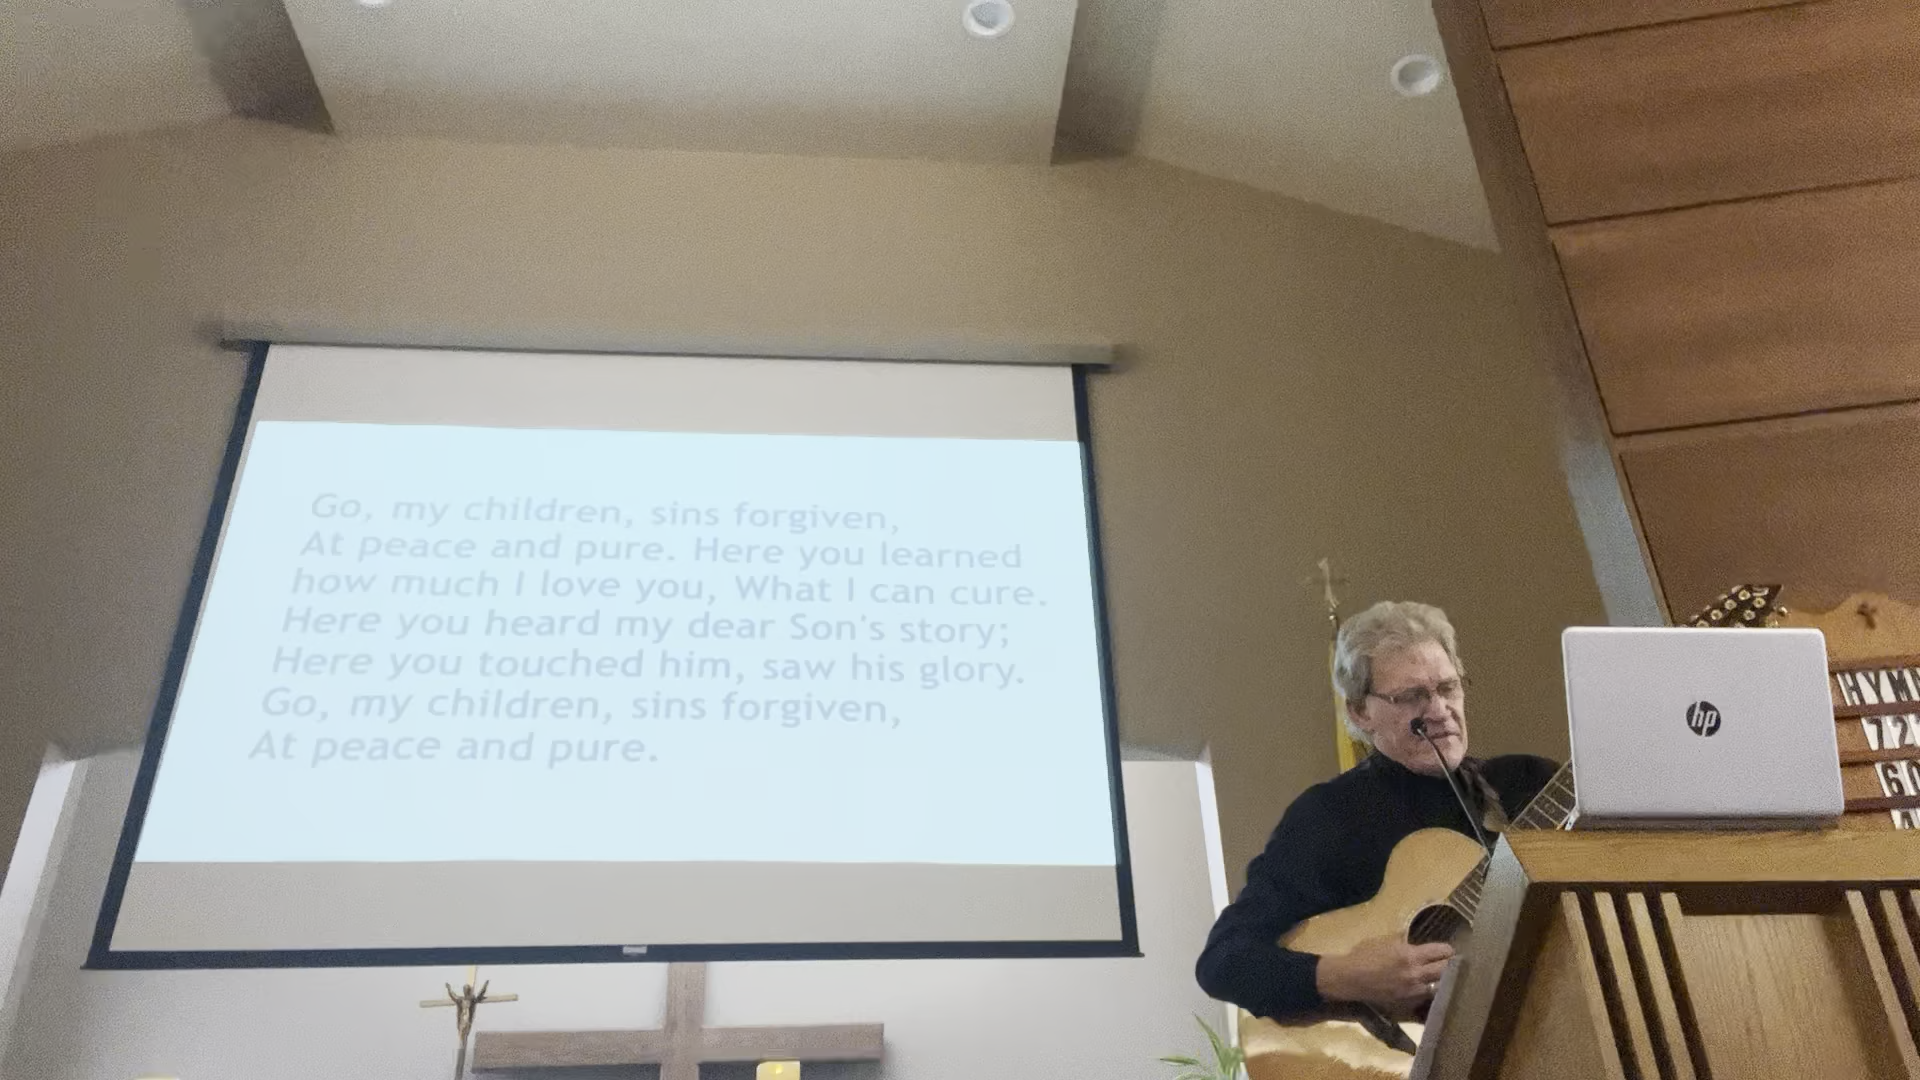 Go, my children, sins forgiven,
At peace and pure. Here you learned
how much I love you, What I can cure.
Here you heard my dear Son's story;
Here you touched him, saw his glory.
Go, my children, sins forgiven,
At peace and pure.
hp